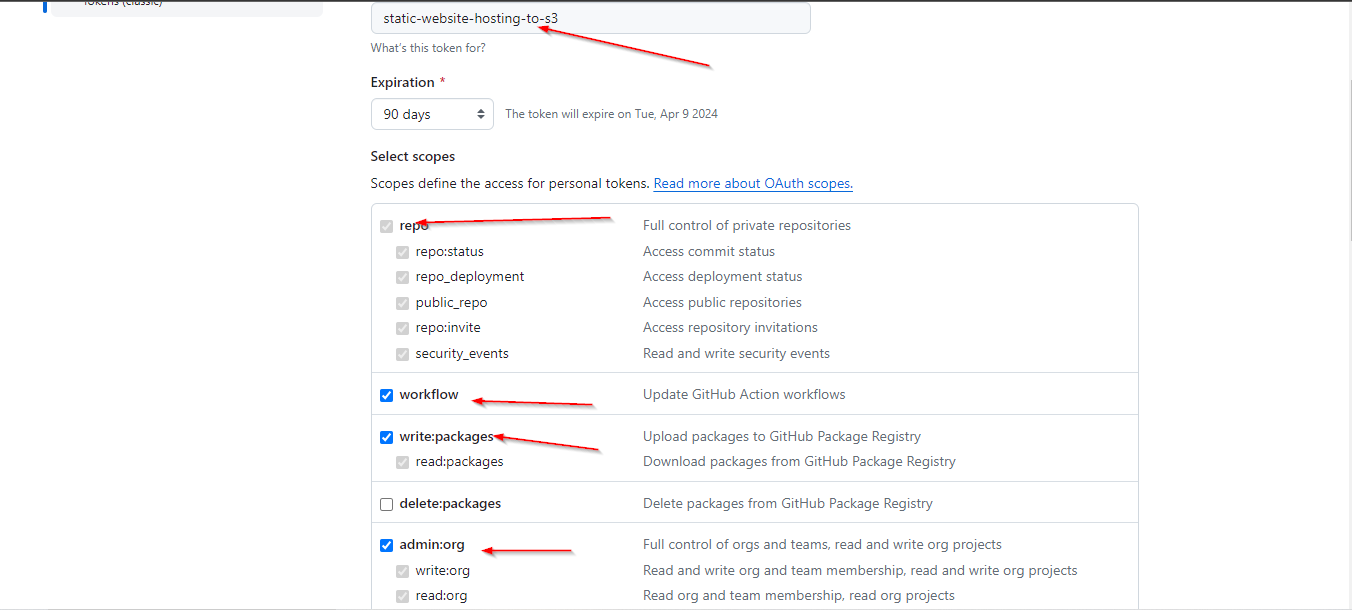 Tokens (classic)
static-website-hosting-to-s3
What's this token for?
Expiration *
90 days The token will expire on Tue, Apr 9 2024
Select scopes
Scopes define the access for personal tokens. Read more about OAuth scopes.
repo Full control of private repositories
repo:status Access commit status
repo_deployment Access deployment status
public_repo Access public repositories
repo:invite Access repository invitations
security_events Read and write security events
workflow Update GitHub Action workflows
write:packages Upload packages to GitHub Package Registry
read:packages Download packages from GitHub Package Registry
delete:packages Delete packages from GitHub Package Registry
admin:org Full control of orgs and teams, read and write org projects
write:org Read and write org and team membership, read and write org projects
read:org Read org and team membership, read org projects